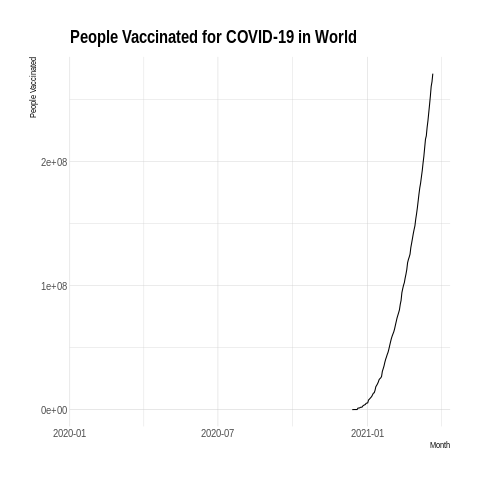 People Vaccinated for COVID-19 in World
People Vaccinated
2e+08
1e+08
0e+00
2020-01
2020-07
2021-01
Month